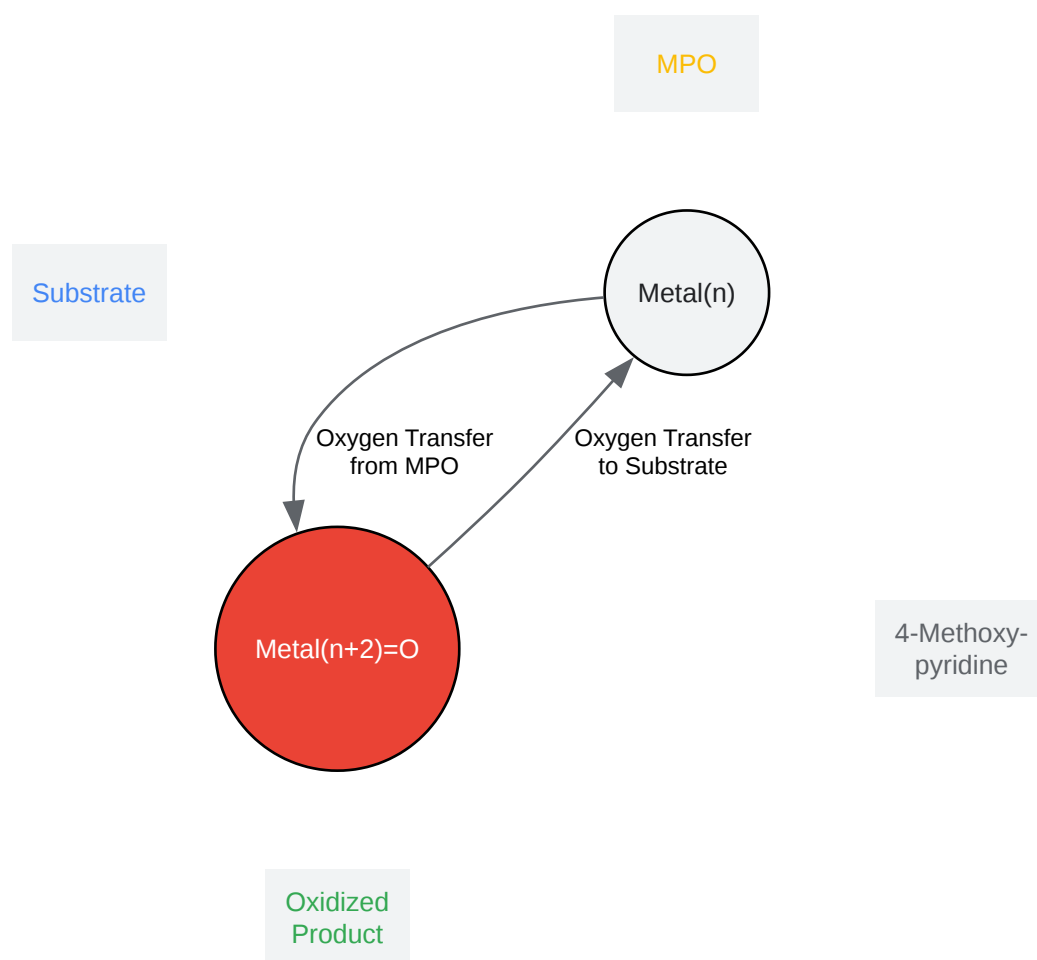 MPO
Substrate
Metal(n)
Oxygen Transfer
from MPO
Oxygen Transfer
to Substrate
Metal(n+2)=O
4-Methoxy-
pyridine
Oxidized
Product